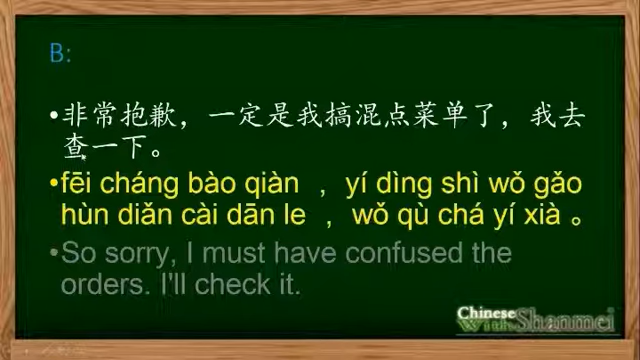 B:
•非常抱歉，一定是我搞混点菜单了，我去
查一下。
•fēi cháng bào qiàn ，yí dìng shì wǒ gǎo
hùn diǎn cài dān le ，wǒ qù chá yí xià 。
•So sorry, I must have confused the
orders. I'll check it.
Chinese
With Shanmei